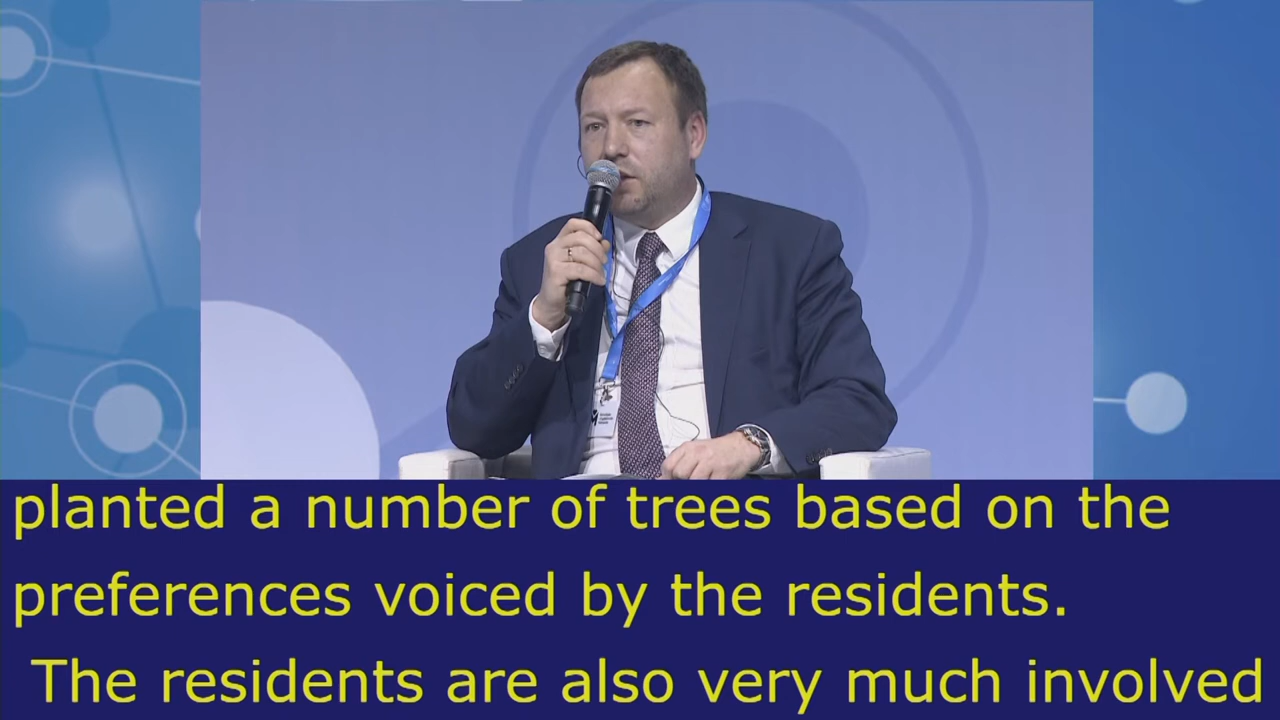 planted a number of trees based on the
preferences voiced by the residents.
The residents are also very much involved